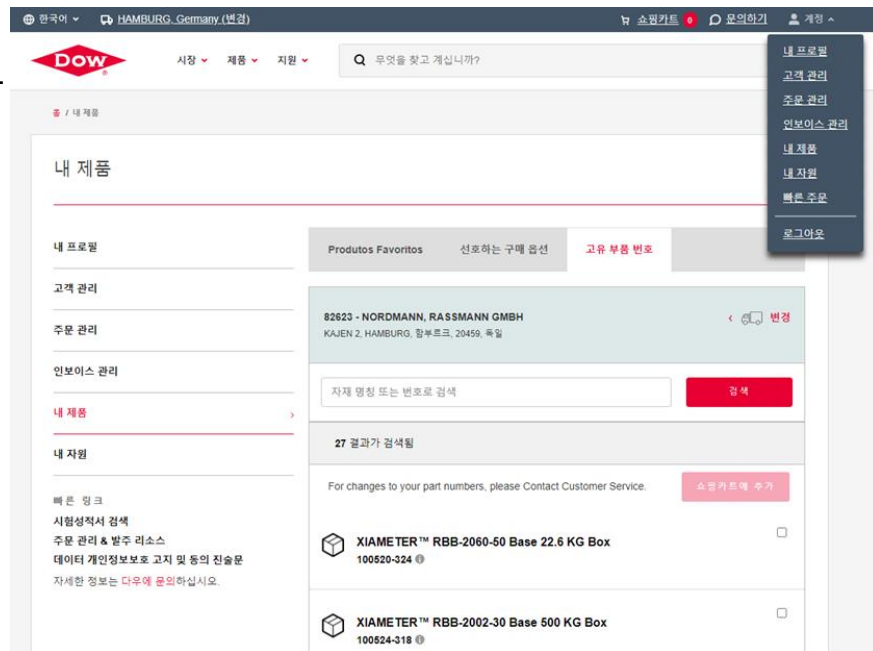 한국어 HAMBURG, Germany (변경) 쇼핑카트 0 문의하기 계정
DOW 시장 제품 지원 무엇을 찾고 계십니까?
내 프로필
고객 관리
주문 관리
인보이스 관리
내 제품
내 자원
빠른 주문
로그아웃
홈 / 내 제품
내 제품
내 프로필
고객 관리
주문 관리
인보이스 관리
내 제품
내 자원
빠른 링크
시험성적서 검색
주문 관리 & 발주 리소스
데이터 개인정보보호 고지 및 동의 진술문
자세한 정보는 다우에 문의하십시오.
Produtos Favoritos 선호하는 구매 옵션 고유 부품 번호
82623 - NORDMANN, RASSMANN GMBH
KAJEN 2, HAMBURG, 함부르크, 20459, 독일
변경
자재 명칭 또는 번호로 검색 검색
27 결과가 검색됨
For changes to your part numbers, please Contact Customer Service. 쇼핑카트에 추가
XIAMETER™ RBB-2060-50 Base 22.6 KG Box
100520-324
XIAMETER™ RBB-2002-30 Base 500 KG Box
100524-318